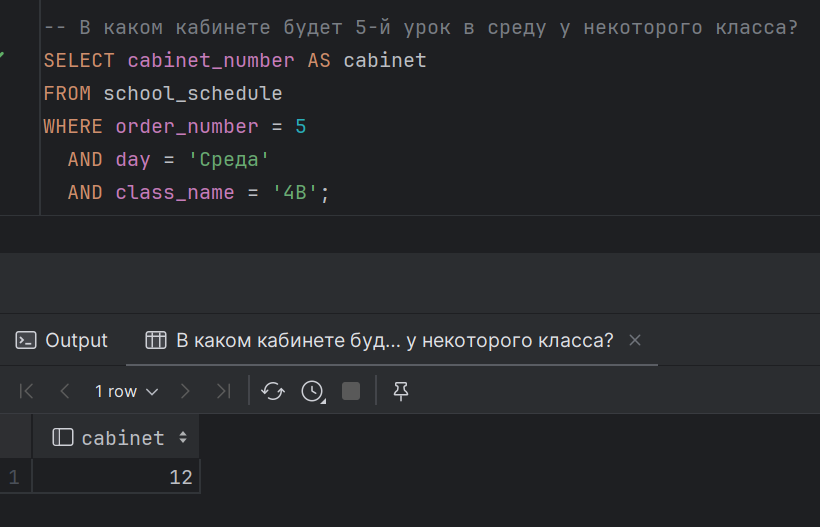 -- В каком кабинете будет 5-й урок в среду у некоторого класса?
SELECT cabinet_number AS cabinet
FROM school_schedule
WHERE order_number = 5
AND day = 'Среда'
AND class_name = '4В';
Output
В каком кабинете буд... у некоторого класса?
1 row
cabinet
1
12